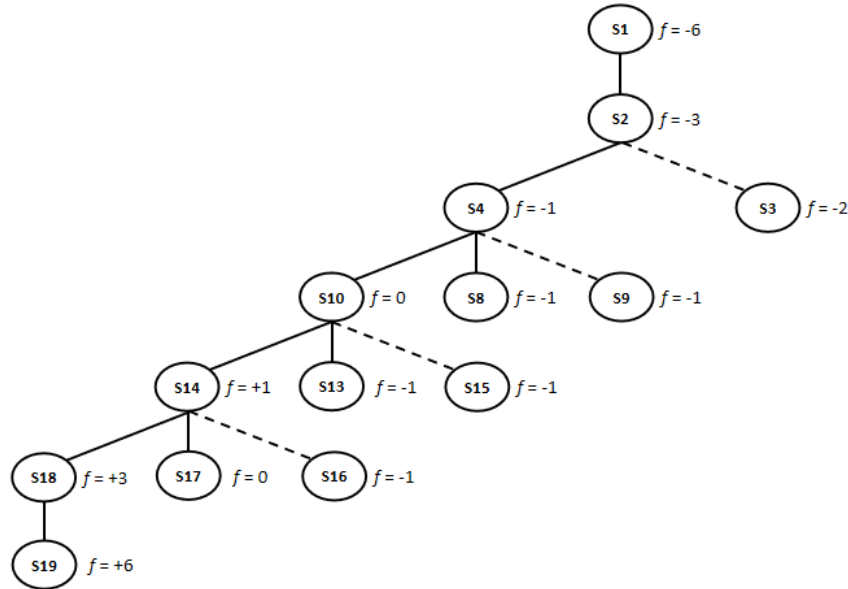 S1 f = -6
S2 f = -3
S4 f = -1 S3 f = -2
S10 f = 0 S8 f = -1 S9 f = -1
S14 f = +1 S13 f = -1 S15 f = -1
S18 f = +3 S17 f = 0 S16 f = -1
S19 f = +6